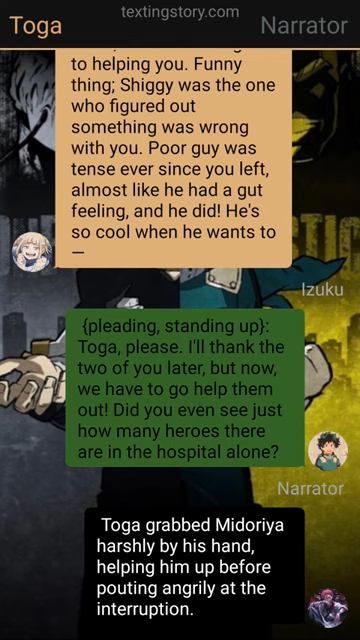 textingstory.com
Toga Narrator
to helping you. Funny
thing; Shiggy was the one
who figured out
something was wrong
with you. Poor guy was
tense ever since you left,
almost like he had a gut
feeling, and he did! He's
so cool when he wants to
—
Izuku
{pleading, standing up}:
Toga, please. I'll thank the
two of you later, but now,
we have to go help them
out! Did you even see just
how many heroes there
are in the hospital alone?
Narrator
Toga grabbed Midoriya
harshly by his hand,
helping him up before
pouting angrily at the
interruption.